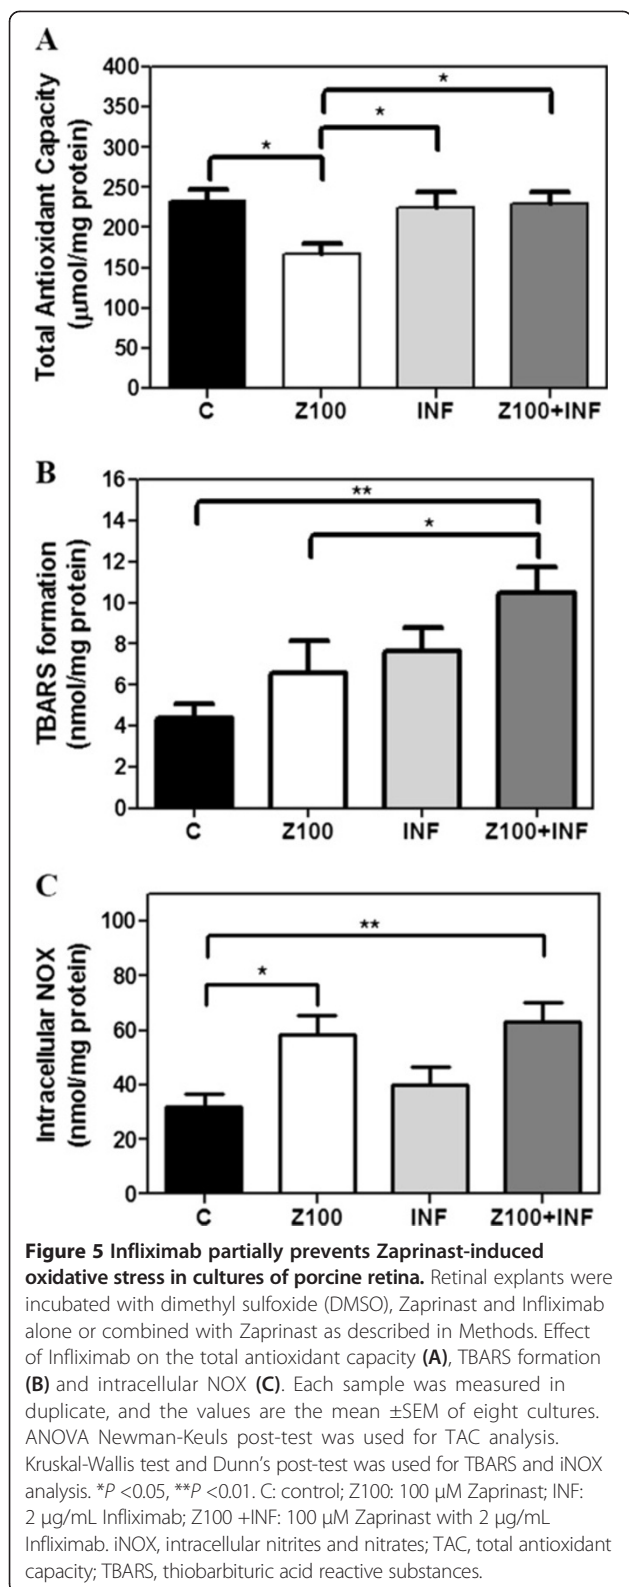 A
Total Antioxidant Capacity
(µmol/mg protein)
400
350
300
250
200
150
100
50
0
*
*
*
C Z100 INF Z100+INF
B
TBARS formation
(nmol/mg protein)
16
14
12
10
8
6
4
2
0
**
*
C Z100 INF Z100+INF
C
Intracellular NOX
(nmol/mg protein)
100
80
60
40
20
0
**
*
C Z100 INF Z100+INF
Figure 5 Infliximab partially prevents Zaprinast-induced
oxidative stress in cultures of porcine retina. Retinal explants were
incubated with dimethyl sulfoxide (DMSO), Zaprinast and Infliximab
alone or combined with Zaprinast as described in Methods. Effect
of Infliximab on the total antioxidant capacity (A), TBARS formation
(B) and intracellular NOX (C). Each sample was measured in
duplicate, and the values are the mean ±SEM of eight cultures.
ANOVA Newman-Keuls post-test was used for TAC analysis.
Kruskal-Wallis test and Dunn's post-test was used for TBARS and iNOX
analysis. *P <0.05, **P <0.01. C: control; Z100: 100 µM Zaprinast; INF:
2 µg/mL Infliximab; Z100 +INF: 100 µM Zaprinast with 2 µg/mL
Infliximab. iNOX, intracellular nitrites and nitrates; TAC, total antioxidant
capacity; TBARS, thiobarbituric acid reactive substances.